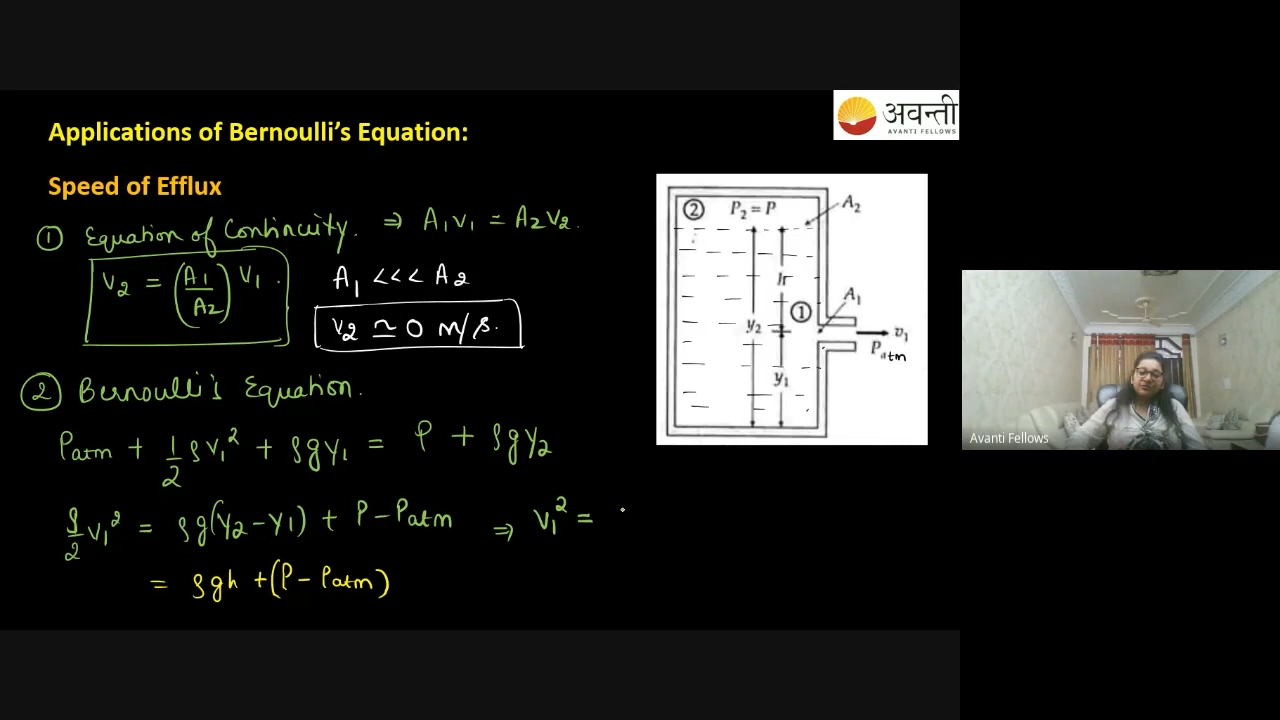 Applications of Bernoulli’s Equation:
अवन्ती
AVANTI FELLOWS
Speed of Efflux
① Equation of Continuity. ⇒ A₁v₁ = A₂v₂.
v₂ = (A₁/A₂) v₁. A₁ <<< A₂
v₂ ≃ 0 m/s.
② Bernoulli's Equation.
Patm + 1/2 ρv₁² + ρgy₁ = P + ρgy₂
ρ/2 v₁² = ρg(y₂-y₁) + P-Patm ⇒ v₁² =
= ρgh + (P-Patm)
② P₂ = P A₂
h
① A₁
y₂ v₁
Patm
y₁
Avanti Fellows